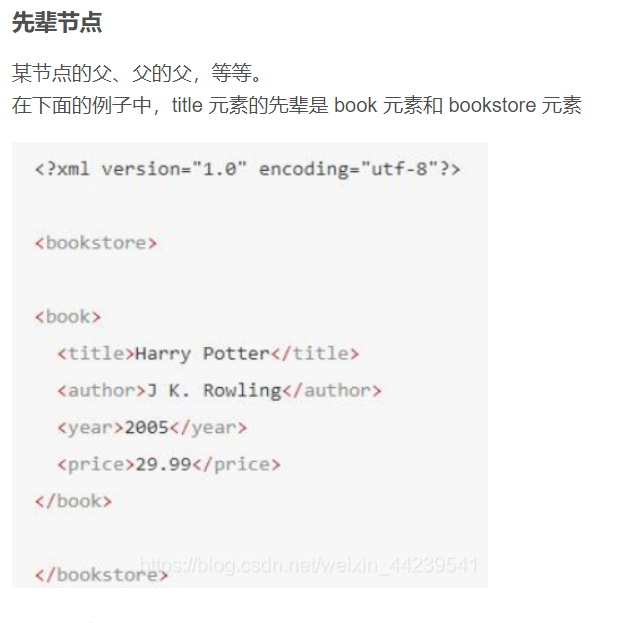 先辈节点
某节点的父、父的父，等等。
在下面的例子中，title 元素的先辈是 book 元素和 bookstore 元素
<?xml version="1.0" encoding="utf-8"?>
<bookstore>
<book>
<title>Harry Potter</title>
<author>J K. Rowling</author>
<year>2005</year>
<price>29.99</price>
</book>
https://blog.csdn.net/weixin_44239541
</bookstore>